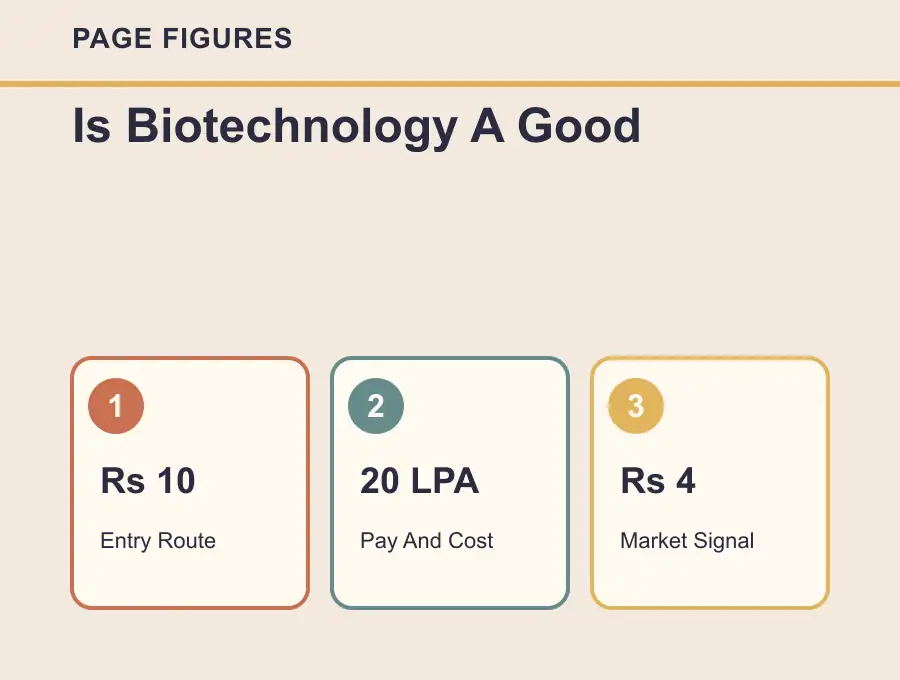 PAGE FIGURES
Is Biotechnology A Good
1
Rs 10
Entry Route
2
20 LPA
Pay And Cost
3
Rs 4
Market Signal